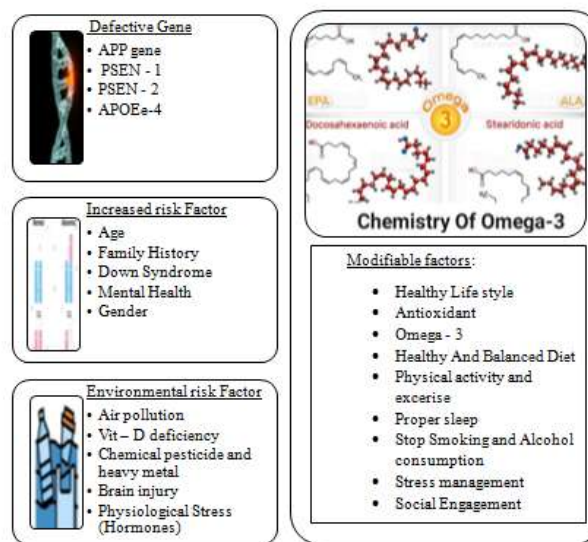 Defective Gene
• APP gene
• PSEN - 1
• PSEN - 2
• APOEe-4
Increased risk Factor
• Age
• Family History
• Down Syndrome
• Mental Health
• Gender
Environmental risk Factor
• Air pollution
• Vit – D deficiency
• Chemical pesticide and
heavy metal
• Brain injury
• Physiological Stress
(Hormones)
EPA
Omega
3
ALA
Docosahexaenoic acid
Stearidonic acid
Chemistry Of Omega-3
Modifiable factors:
• Healthy Life style
• Antioxidant
• Omega - 3
• Healthy And Balanced Diet
• Physical activity and
excerise
• Proper sleep
• Stop Smoking and Alcohol
consumption
• Stress management
• Social Engagement